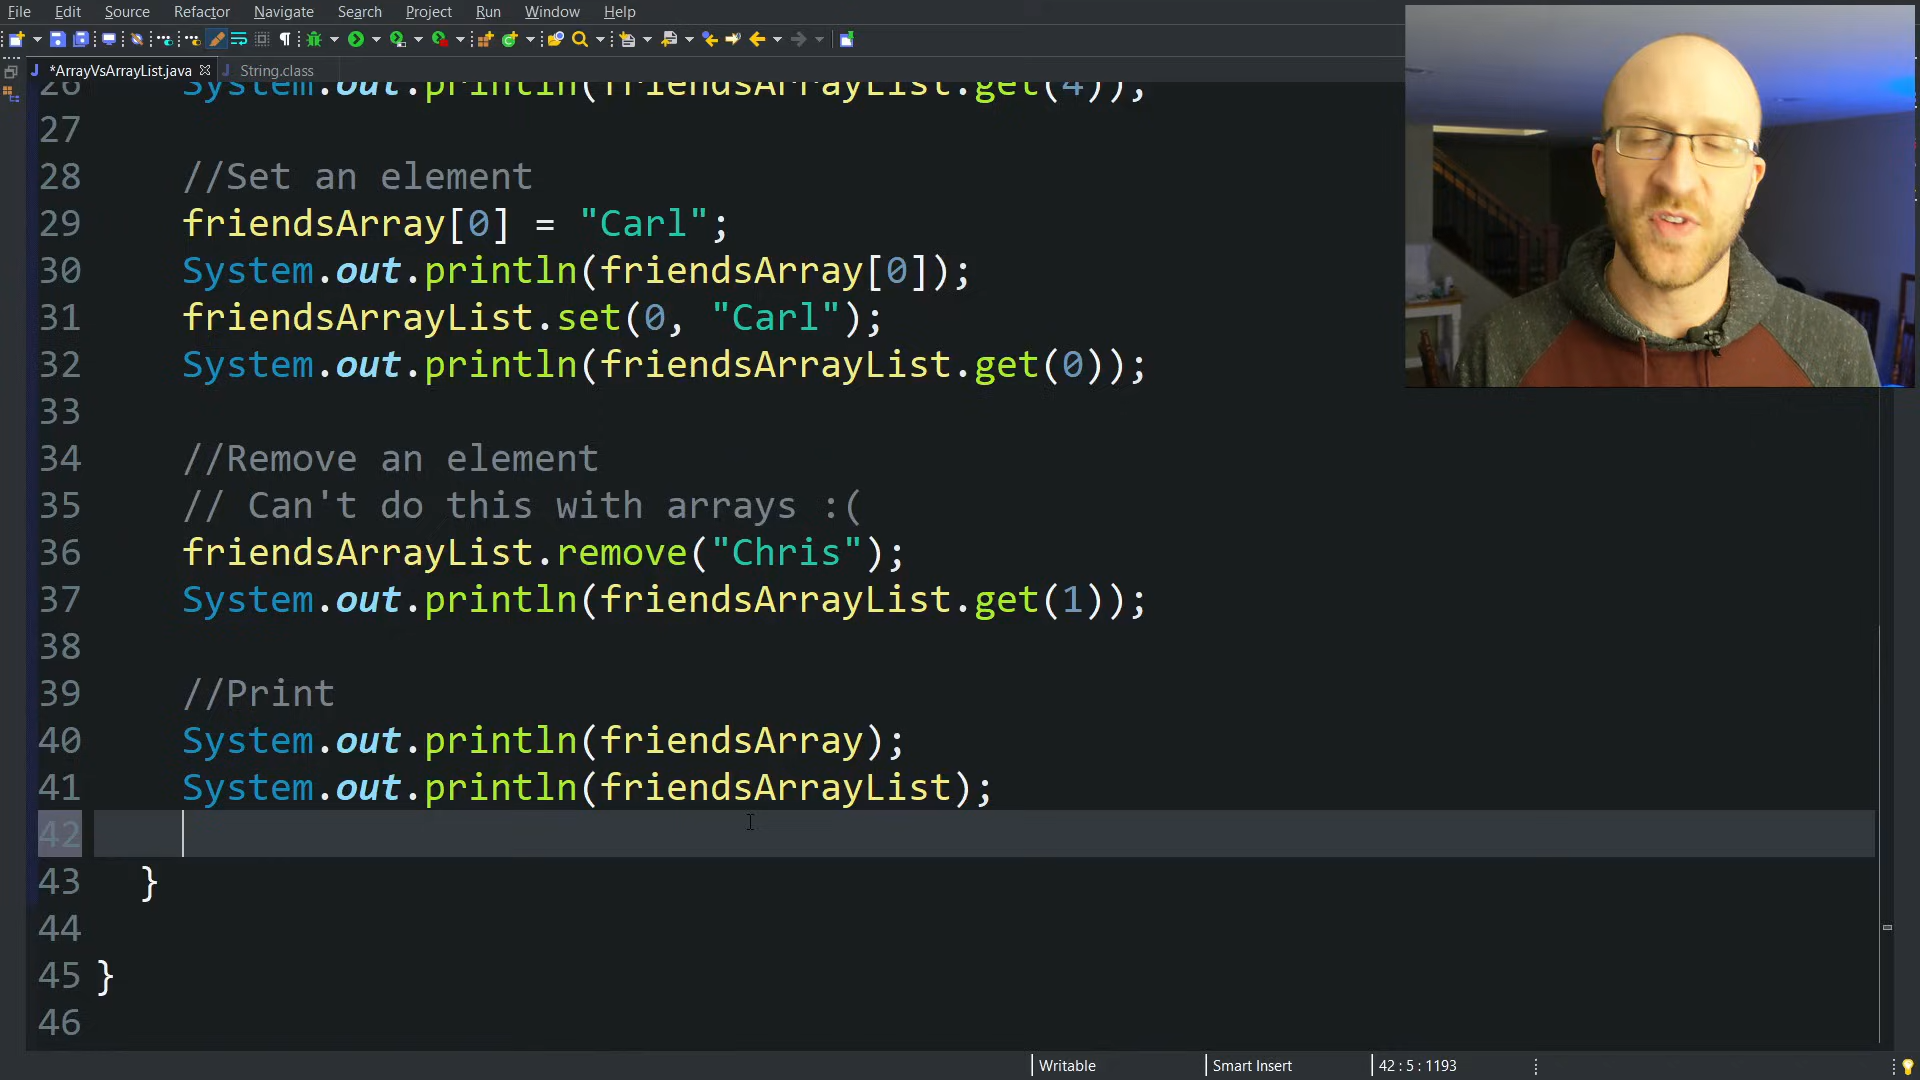 File Edit Source Refactor Navigate Search Project Run Window Help
*ArrayVsArrayList.java String.class
26 System.out.println(friendsArrayList.get(4));
27
28 //Set an element
29 friendsArray[0] = "Carl";
30 System.out.println(friendsArray[0]);
31 friendsArrayList.set(0, "Carl");
32 System.out.println(friendsArrayList.get(0));
33
34 //Remove an element
35 // Can't do this with arrays :(
36 friendsArrayList.remove("Chris");
37 System.out.println(friendsArrayList.get(1));
38
39 //Print
40 System.out.println(friendsArray);
41 System.out.println(friendsArrayList);
42
43 }
44
45 }
46
Writable Smart Insert 42 : 5 : 1193